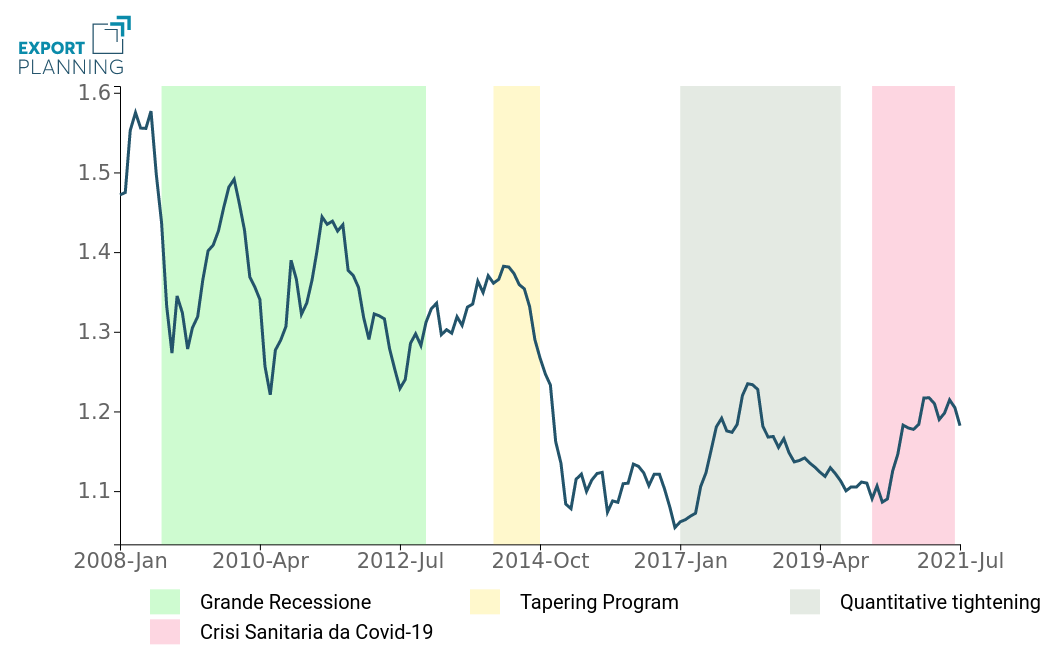 EXPORT
PLANNING
1.6
1.5
1.4
1.3
1.2
1.1
2008-Jan 2010-Apr 2012-Jul 2014-Oct 2017-Jan 2019-Apr 2021-Jul
Grande Recessione Tapering Program Quantitative tightening
Crisi Sanitaria da Covid-19